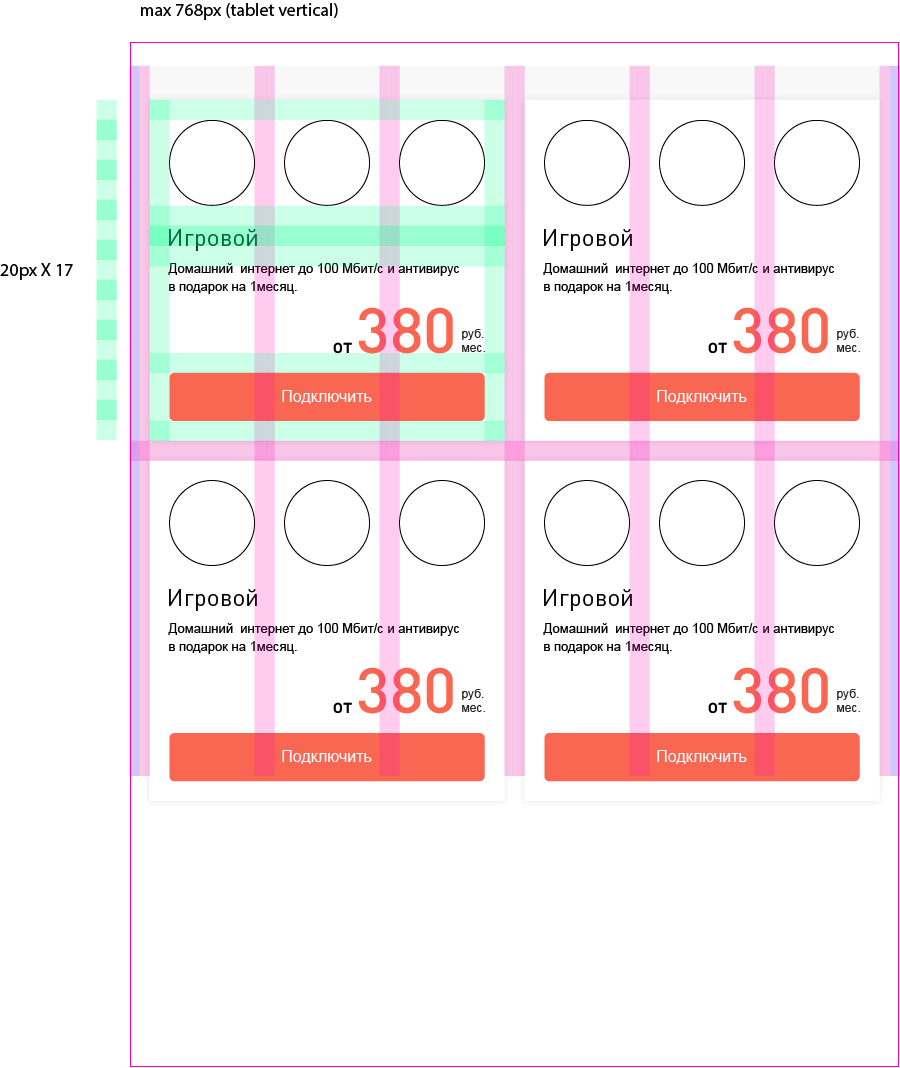 max 768px (tablet vertical)
20px X 17
Игровой
Домашний интернет до 100 Мбит/с и антивирус
в подарок на 1месяц.
от 380 руб.
мес.
Подключить
Игровой
Домашний интернет до 100 Мбит/с и антивирус
в подарок на 1месяц.
от 380 руб.
мес.
Подключить
Игровой
Домашний интернет до 100 Мбит/с и антивирус
в подарок на 1месяц.
от 380 руб.
мес.
Подключить
Игровой
Домашний интернет до 100 Мбит/с и антивирус
в подарок на 1месяц.
от 380 руб.
мес.
Подключить